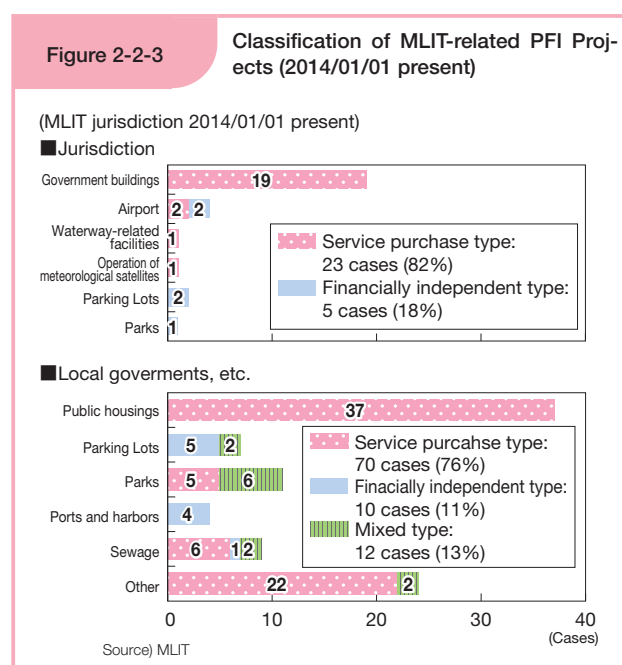 Figure 2-2-3
Classification of MLIT-related PFI Proj-
ects (2014/01/01 present)
(MLIT jurisdiction 2014/01/01 present)
■Jurisdiction
Government buildings
19
Airport
2 2
Waterway-related
facilities
1
Operation of
meteorological satellites
1
Parking Lots
2
Parks
1
Service purchase type:
23 cases (82%)
Financially independent type:
5 cases (18%)
■Local goverments, etc.
Public housings
37
Parking Lots
5 2
Parks
5 6
Ports and harbors
4
Sewage
6 1 2
Other
22 2
Service purcahse type:
70 cases (76%)
Finacially independent type:
10 cases (11%)
Mixed type:
12 cases (13%)
0 10 20 30 40
(Cases)
Source) MLIT